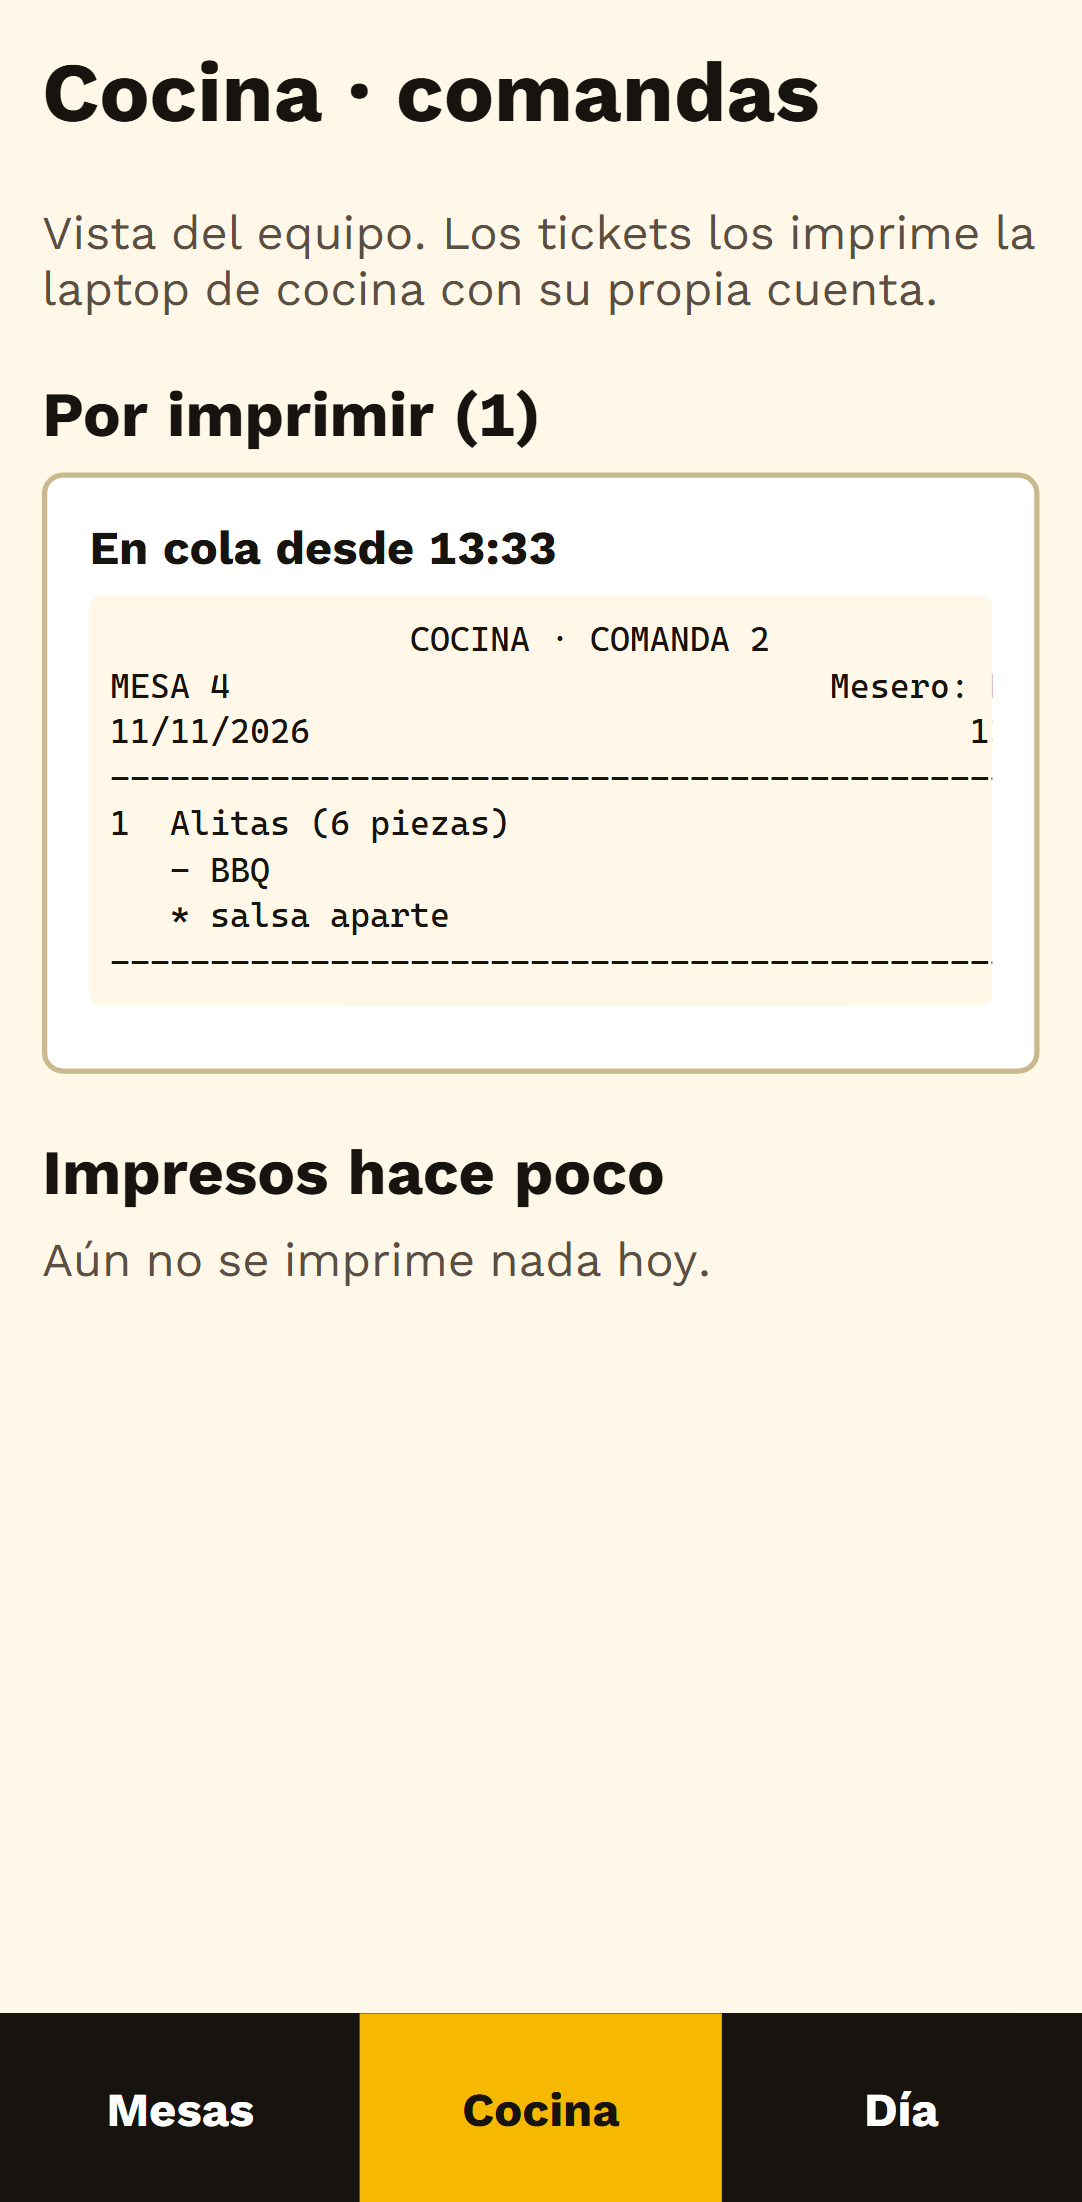 Cocina · comandas
Vista del equipo. Los tickets los imprime la
laptop de cocina con su propia cuenta.
Por imprimir (1)
En cola desde 13:33
COCINA · COMANDA 2
MESA 4 Mesero:
11/11/2026
------------------------------------------------
1 Alitas (6 piezas)
- BBQ
* salsa aparte
------------------------------------------------
Impresos hace poco
Aún no se imprime nada hoy.
Mesas Cocina Día